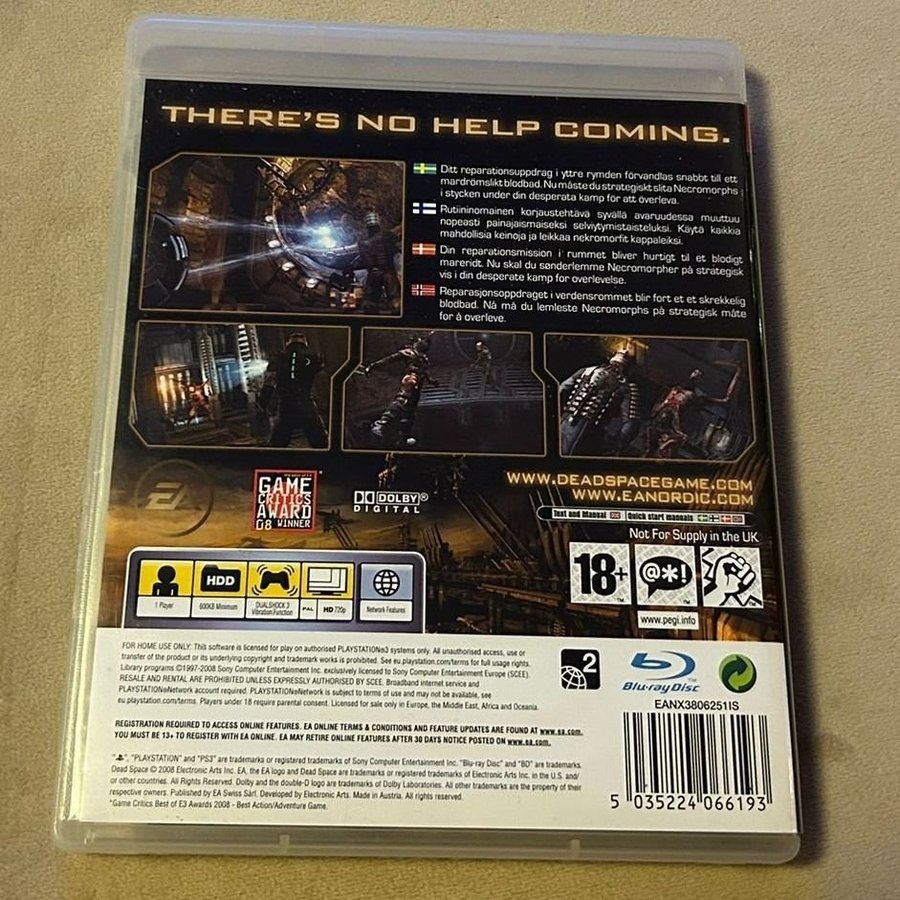 THERE'S NO HELP COMING.
Ditt reparationsuppdrag i yttre rymden förvandlas snabbt till ett
mardrömslikt blodbad. Nu måste du strategiskt slita Necromorphs
i stycken under din desperata kamp för att överleva.
Rutiininomainen korjaustehtävä syvällä avaruudessa muuttuu
nopeasti painajaismaiseksi selviytymistaisteluksi. Käytä kaikkia
mahdollisia keinoja ja leikkaa nekromorfit kappaleiksi.
Din reparationsmission i rummet bliver hurtigt til et blodigt
mareridt. Nu skal du sønderlemme Necromorpher på strategisk
vis i din desperate kamp for overlevelse.
Reparasjonsoppdraget i verdensrommet blir fort et et skrekkelig
blodbad. Nå må du lemleste Necromorphs på strategisk måte
for å overleve.
EA
GAME
CRITICS
AWARD
08 WINNER
DOLBY®
DIGITAL
WWW.DEADSPACEGAME.COM
WWW.EANORDIC.COM
Text and Manual
Quick start manuals
Not For Supply in the UK
18+
@*!
www.pegi.info
1 Player
HDD
600KB Minimum
DUALSHOCK 3
Vibration Function
PAL
HD 720p
Network Features
FOR HOME USE ONLY: This software is licensed for play on authorised PLAYSTATION®3 systems only. All unauthorised access, use or
transfer of the product or its underlying copyright and trademark works is prohibited. See eu.playstation.com/terms for full usage rights.
Library programs ©1997-2008 Sony Computer Entertainment Inc. exclusively licensed to Sony Computer Entertainment Europe (SCEE).
RESALE AND RENTAL ARE PROHIBITED UNLESS EXPRESSLY AUTHORISED BY SCEE. Broadband internet service and
PLAYSTATION®Network account required. PLAYSTATION®Network is subject to terms of use and may not be available, see
eu.playstation.com/terms. Players under 18 require parental consent. Licensed for sale only in Europe, the Middle East, Africa and Oceania.
2
Blu-ray Disc™
EANX3806251IS
REGISTRATION REQUIRED TO ACCESS ONLINE FEATURES. EA ONLINE TERMS & CONDITIONS AND FEATURE UPDATES ARE FOUND AT www.ea.com.
YOU MUST BE 13+ TO REGISTER WITH EA ONLINE. EA MAY RETIRE ONLINE FEATURES AFTER 30 DAYS NOTICE POSTED ON www.ea.com.
", "PLAYSTATION" and "PS3" are trademarks or registered trademarks of Sony Computer Entertainment Inc. "Blu-ray Disc" and "BD" are trademarks.
Dead Space © 2008 Electronic Arts Inc. EA, the EA logo and Dead Space are trademarks or registered trademarks of Electronic Arts Inc. in the U.S. and/
or other countries. All Rights Reserved. Dolby and the double-D logo are trademarks of Dolby Laboratories. All other trademarks are the property of their
respective owners. Published by EA Swiss Sàrl. Developed by Electronic Arts. Made in Austria. All rights reserved.
*Game Critics Best of E3 Awards 2008 - Best Action/Adventure Game.
5 035224 066193